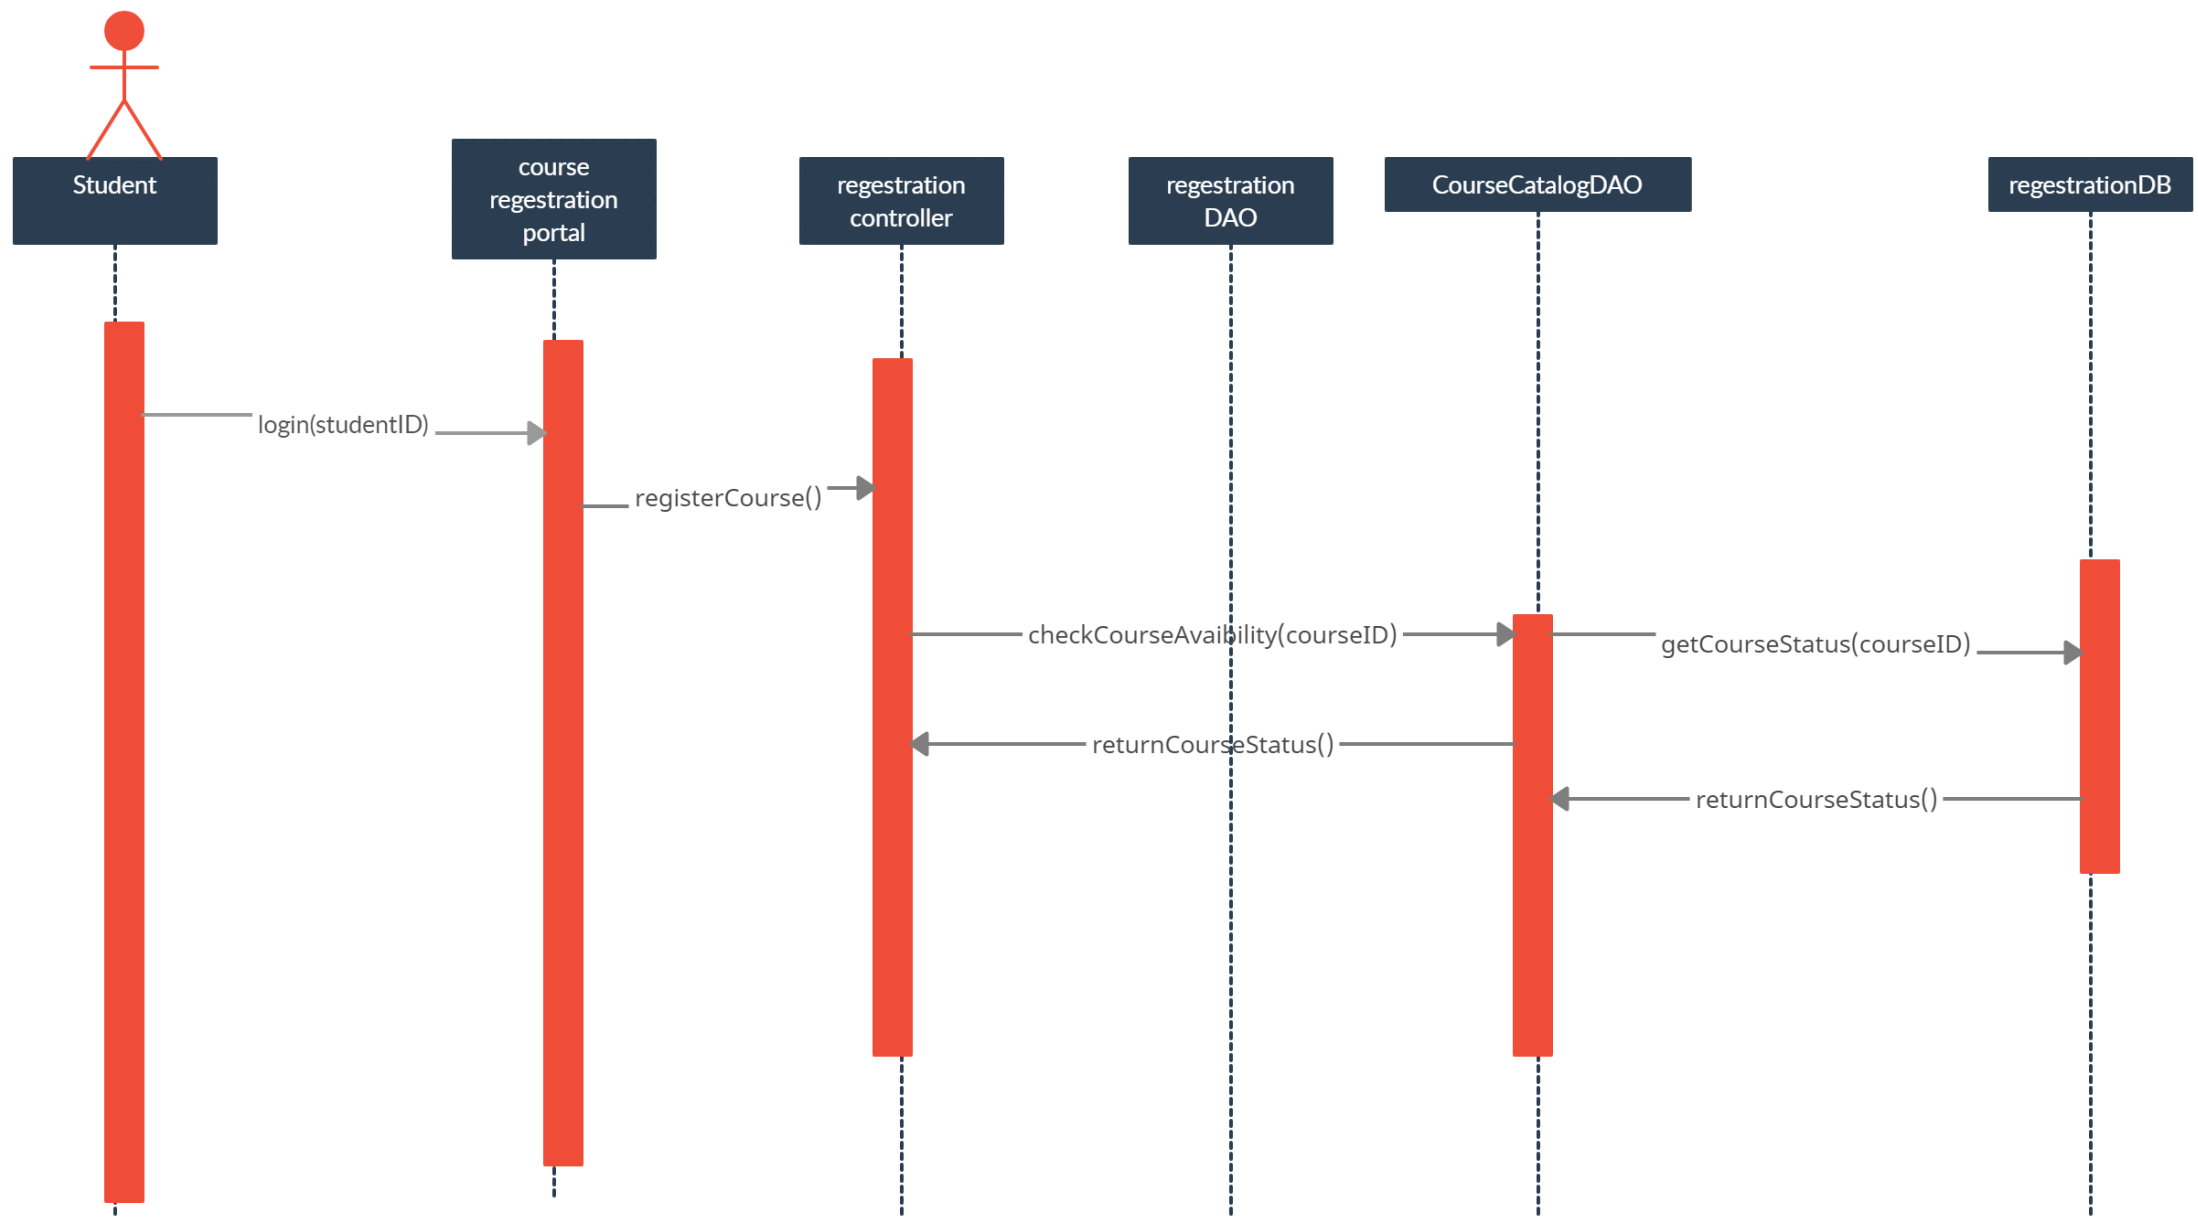 Student
course
regestration
portal
regestration
controller
regestration
DAO
CourseCatalogDAO
regestrationDB
login(studentID)
registerCourse()
checkCourseAvaibility(courseID)
getCourseStatus(courseID)
returnCourseStatus()
returnCourseStatus()